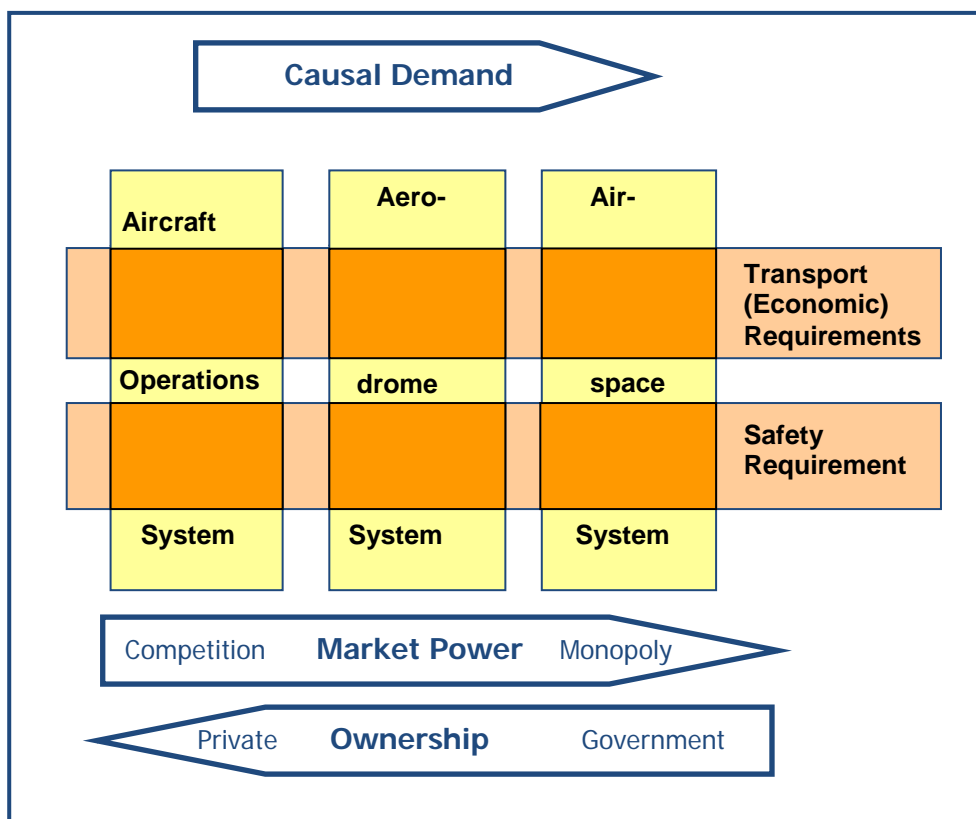 Causal Demand
Aircraft
Operations
System
Aero-
drome
System
Air-
space
System
Transport
(Economic)
Requirements
Safety
Requirement
Competition Market Power Monopoly
Private Ownership Government